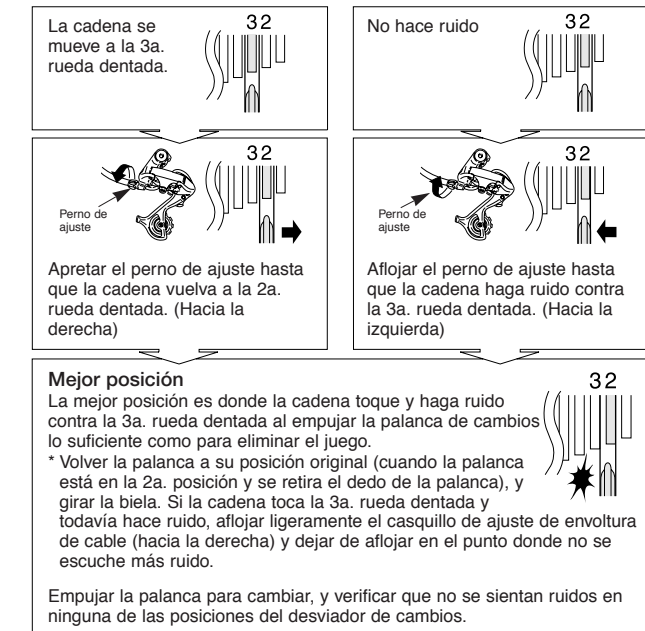 La cadena se
mueve a la 3a.
rueda dentada.
3 2
No hace ruido
3 2
3 2
Perno de
ajuste
Apretar el perno de ajuste hasta
que la cadena vuelva a la 2a.
rueda dentada. (Hacia la
derecha)
3 2
Perno de
ajuste
Aflojar el perno de ajuste hasta
que la cadena haga ruido contra
la 3a. rueda dentada. (Hacia la
izquierda)
Mejor posición
3 2
La mejor posición es donde la cadena toque y haga ruido
contra la 3a. rueda dentada al empujar la palanca de cambios
lo suficiente como para eliminar el juego.
* Volver la palanca a su posición original (cuando la palanca
está en la 2a. posición y se retira el dedo de la palanca), y
girar la biela. Si la cadena toca la 3a. rueda dentada y
todavía hace ruido, aflojar ligeramente el casquillo de ajuste de envoltura
de cable (hacia la derecha) y dejar de aflojar en el punto donde no se
escuche más ruido.
Empujar la palanca para cambiar, y verificar que no se sientan ruidos en
ninguna de las posiciones del desviador de cambios.